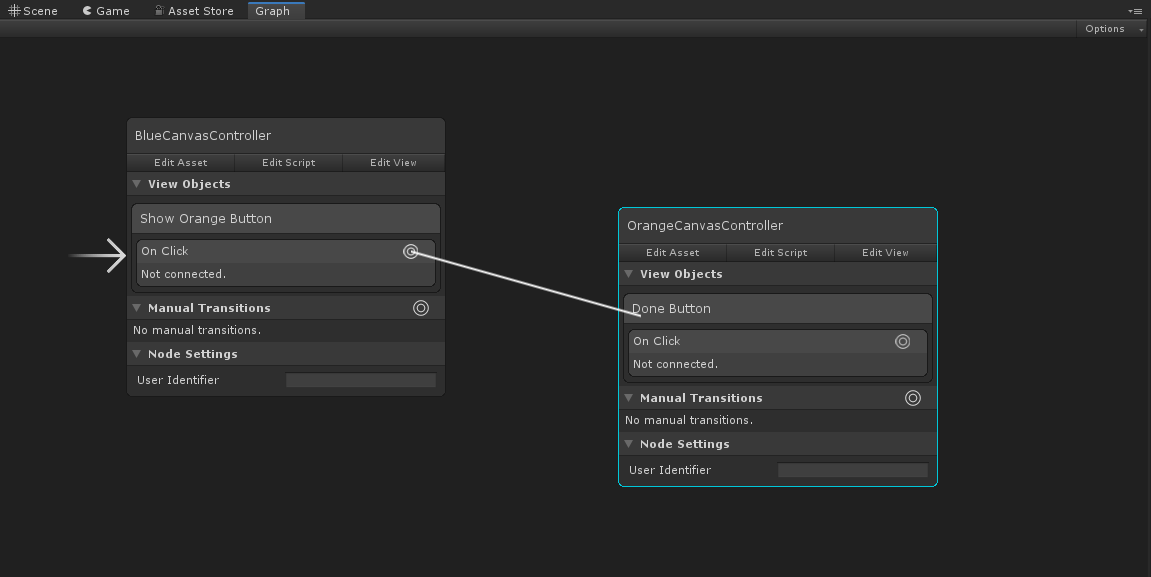 Scene Game Asset Store Graph
Options
BlueCanvasController
Edit Asset Edit Script Edit View
View Objects
Show Orange Button
On Click
Not connected.
Manual Transitions
No manual transitions.
Node Settings
User Identifier
OrangeCanvasController
Edit Asset Edit Script Edit View
View Objects
Done Button
On Click
Not connected.
Manual Transitions
No manual transitions.
Node Settings
User Identifier